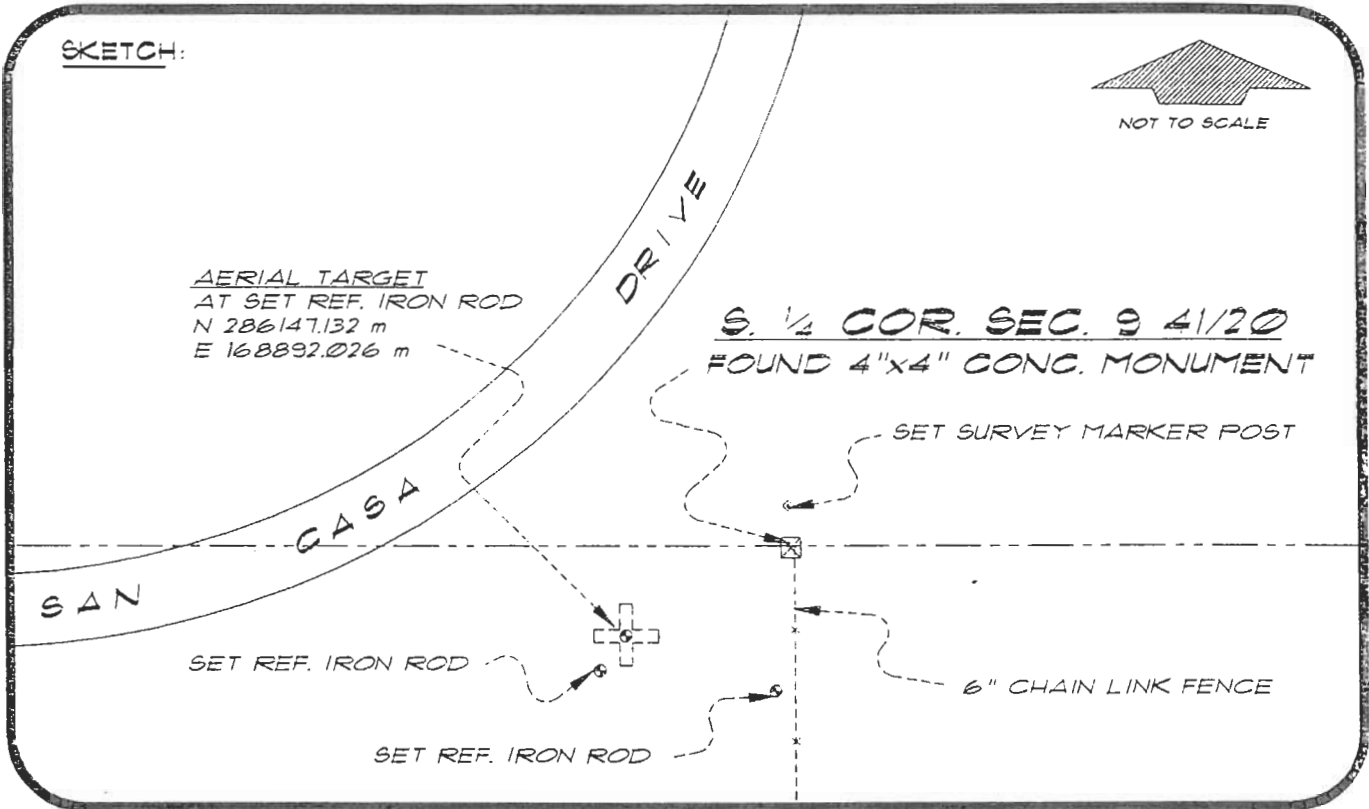 SKETCH:
NOT TO SCALE
SAN CASA DRIVE
AERIAL TARGET
AT SET REF. IRON ROD
N 286147.132 m
E 168892.026 m
S. 1/4 COR. SEC. 9 41/20
FOUND 4"x4" CONC. MONUMENT
SET SURVEY MARKER POST
SET REF. IRON ROD
6" CHAIN LINK FENCE
SET REF. IRON ROD